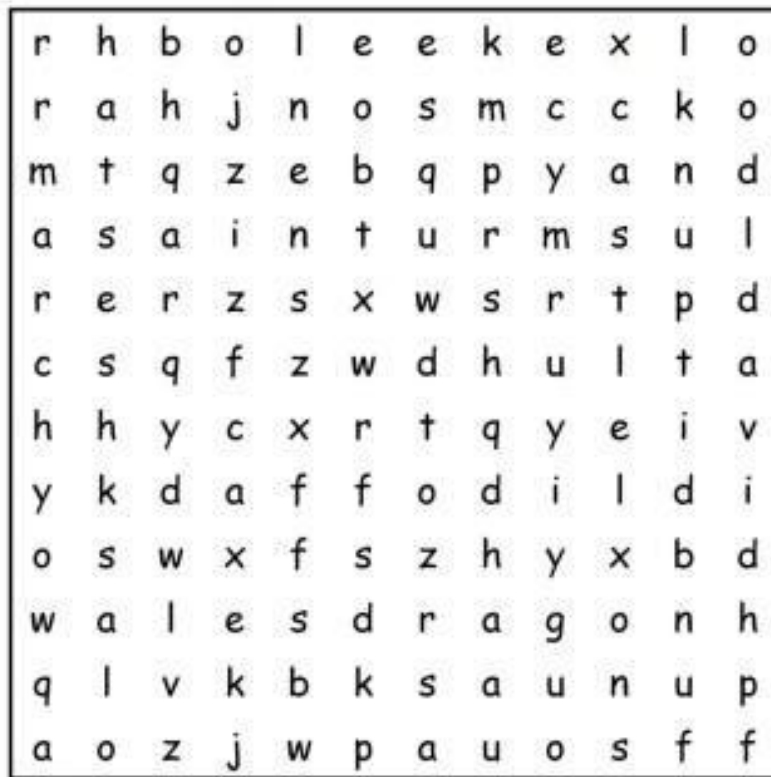 r h b o l e e k e x l o
r a h j n o s m c c k o
m t q z e b q p y a n d
a s a i n t u r m s u l
r e r z s x w s r t p d
c s q f z w d h u l t a
h h y c x r t q y e i v
y k d a f f o d i l d i
o s w x f s z h y x b d
w a l e s d r a g o n h
q l v k b k s a u n u p
a o z j w p a u o s f f